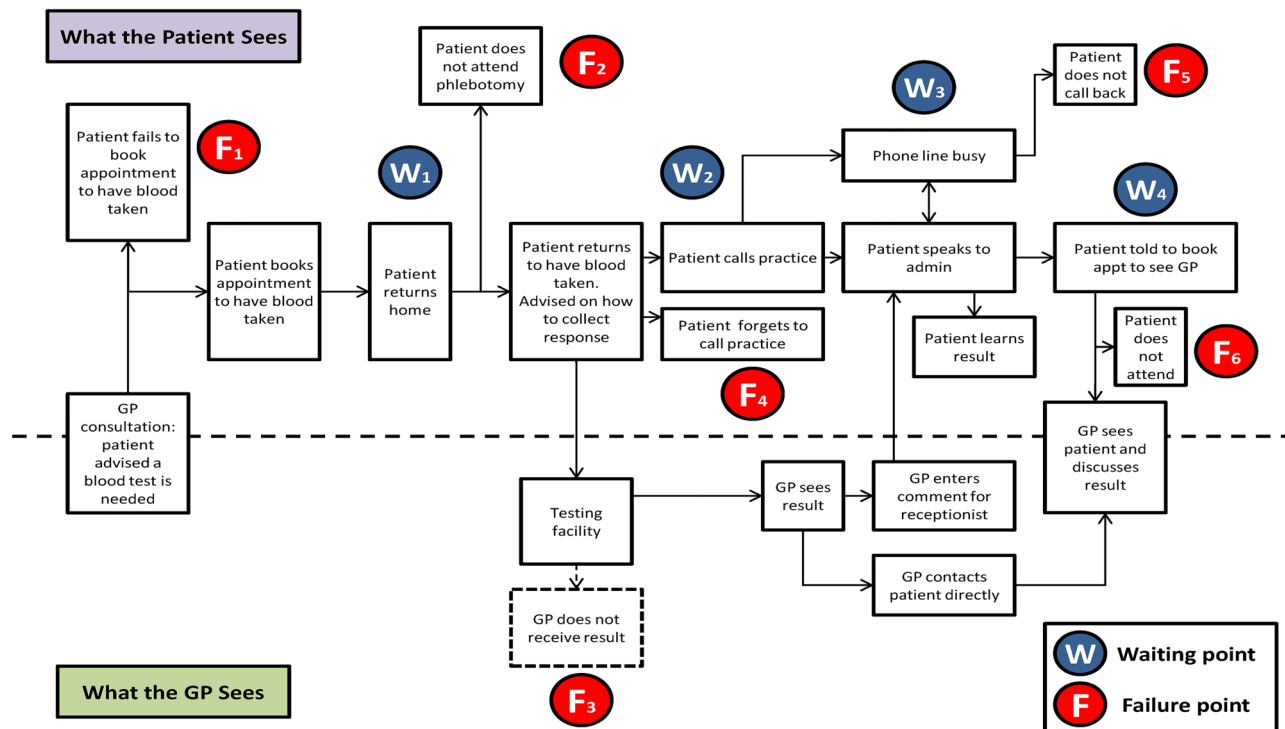 What the Patient Sees
Patient fails to
book
appointment
to have blood
taken
F1
Patient does
not attend
phlebotomy
F2
W3
Patient
does not
call back
F5
W1
W2
Phone line busy
W4
Patient books
appointment
to have blood
taken
Patient
returns
home
Patient returns
to have blood
taken.
Advised on how
to collect
response
Patient calls practice
Patient speaks to
admin
Patient told to book
appt to see GP
Patient  forgets to
call practice
F4
Patient learns
result
Patient
does not
attend
F6
GP
consultation:
patient
advised a
blood test is
needed
Testing
facility
GP sees
result
GP enters
comment for
receptionist
GP sees
patient and
discusses
result
GP contacts
patient directly
GP does not
receive result
F3
What the GP Sees
W Waiting point
F Failure point